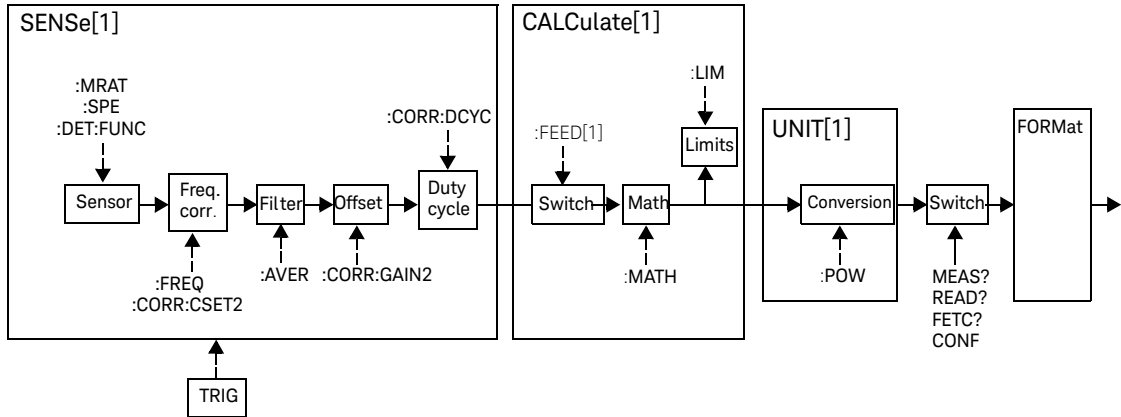 SENSe[1]
:MRAT
:SPE
:DET:FUNC
:CORR:DCYC
Sensor
Freq.
corr.
Filter
Offset
Duty
cycle
:FREQ
:CORR:CSET2
:AVER
:CORR:GAIN2
TRIG
CALCulate[1]
:FEED[1]
:LIM
Limits
Switch
Math
:MATH
UNIT[1]
Conversion
:POW
Switch
MEAS?
READ?
FETC?
CONF
FORMat